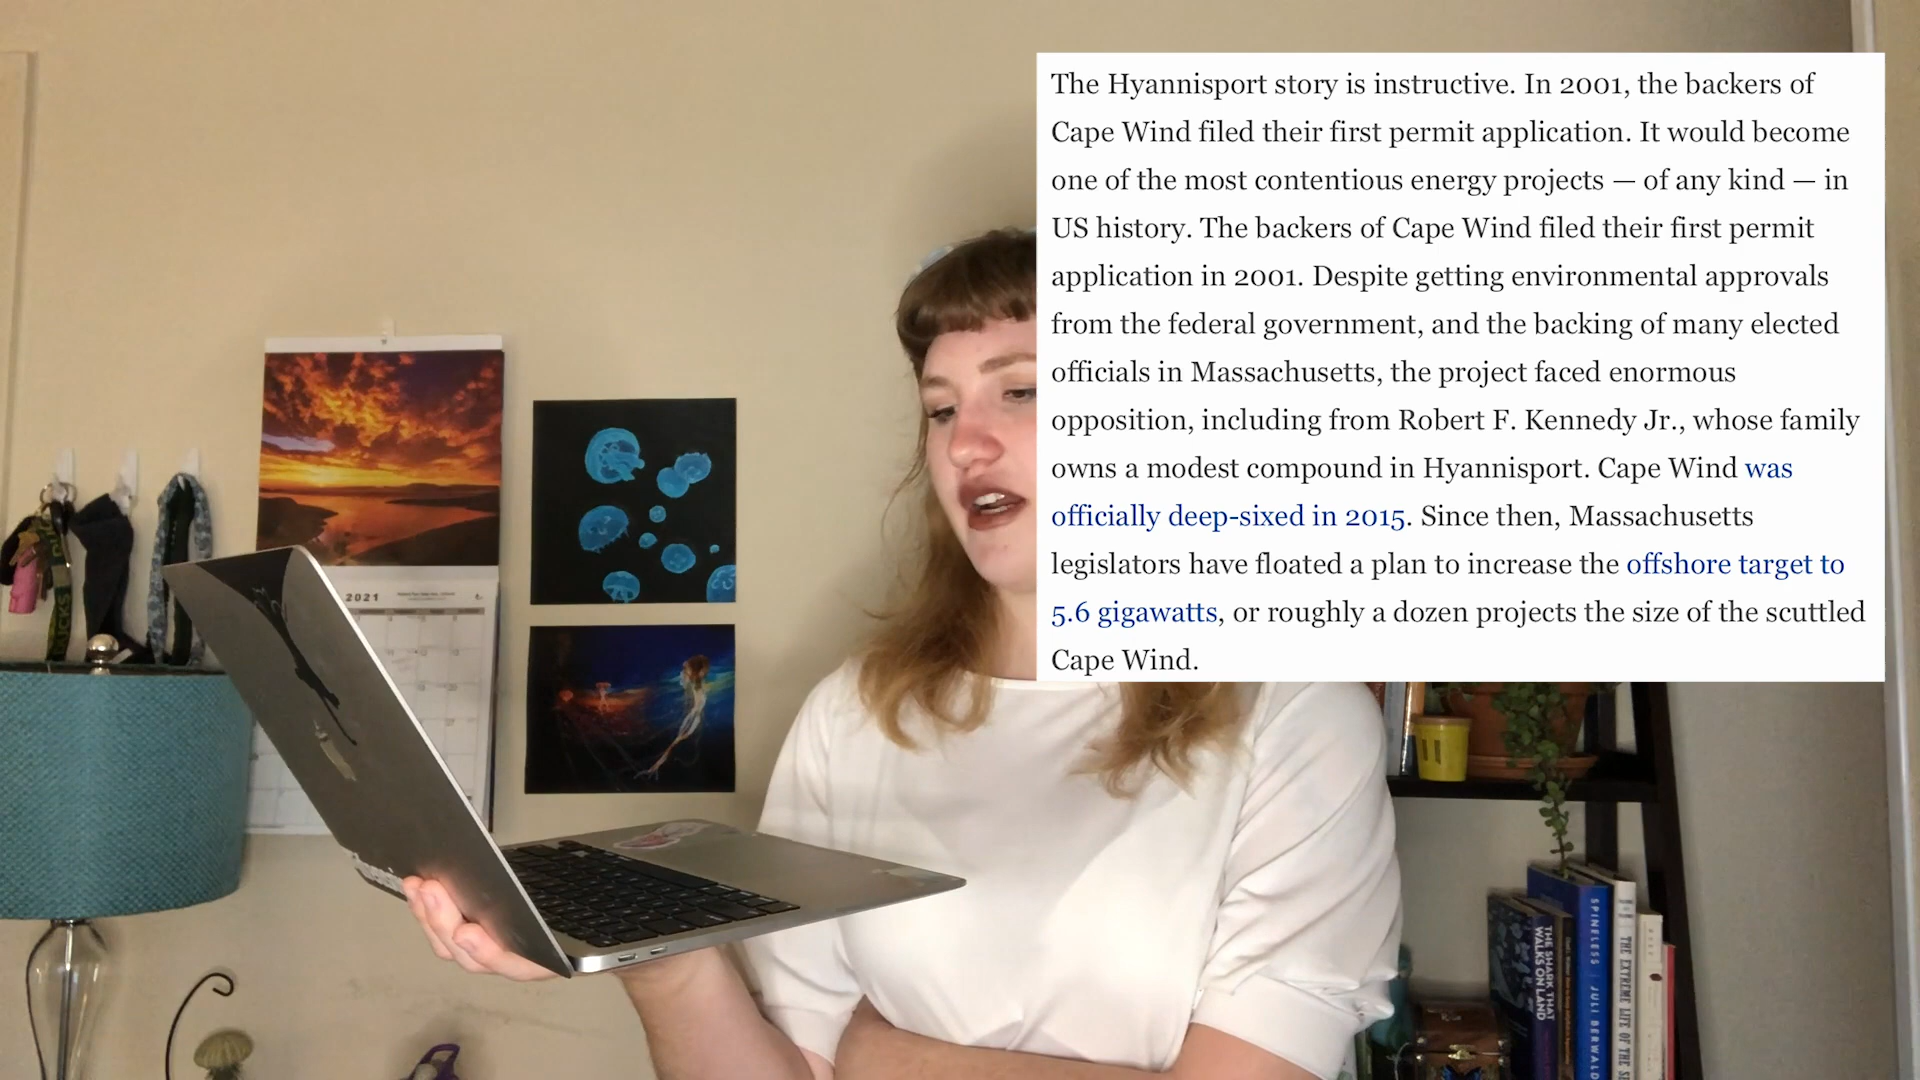 The Hyannisport story is instructive. In 2001, the backers of
Cape Wind filed their first permit application. It would become
one of the most contentious energy projects — of any kind — in
US history. The backers of Cape Wind filed their first permit
application in 2001. Despite getting environmental approvals
from the federal government, and the backing of many elected
officials in Massachusetts, the project faced enormous
opposition, including from Robert F. Kennedy Jr., whose family
owns a modest compound in Hyannisport. Cape Wind was
officially deep-sixed in 2015. Since then, Massachusetts
legislators have floated a plan to increase the offshore target to
5.6 gigawatts, or roughly a dozen projects the size of the scuttled
Cape Wind.
2021
DUCKS
THE SHARK THAT
WALKS ON LAND
SPINELESS JULI BERWALD
THE EXTREME LIFE OF THE